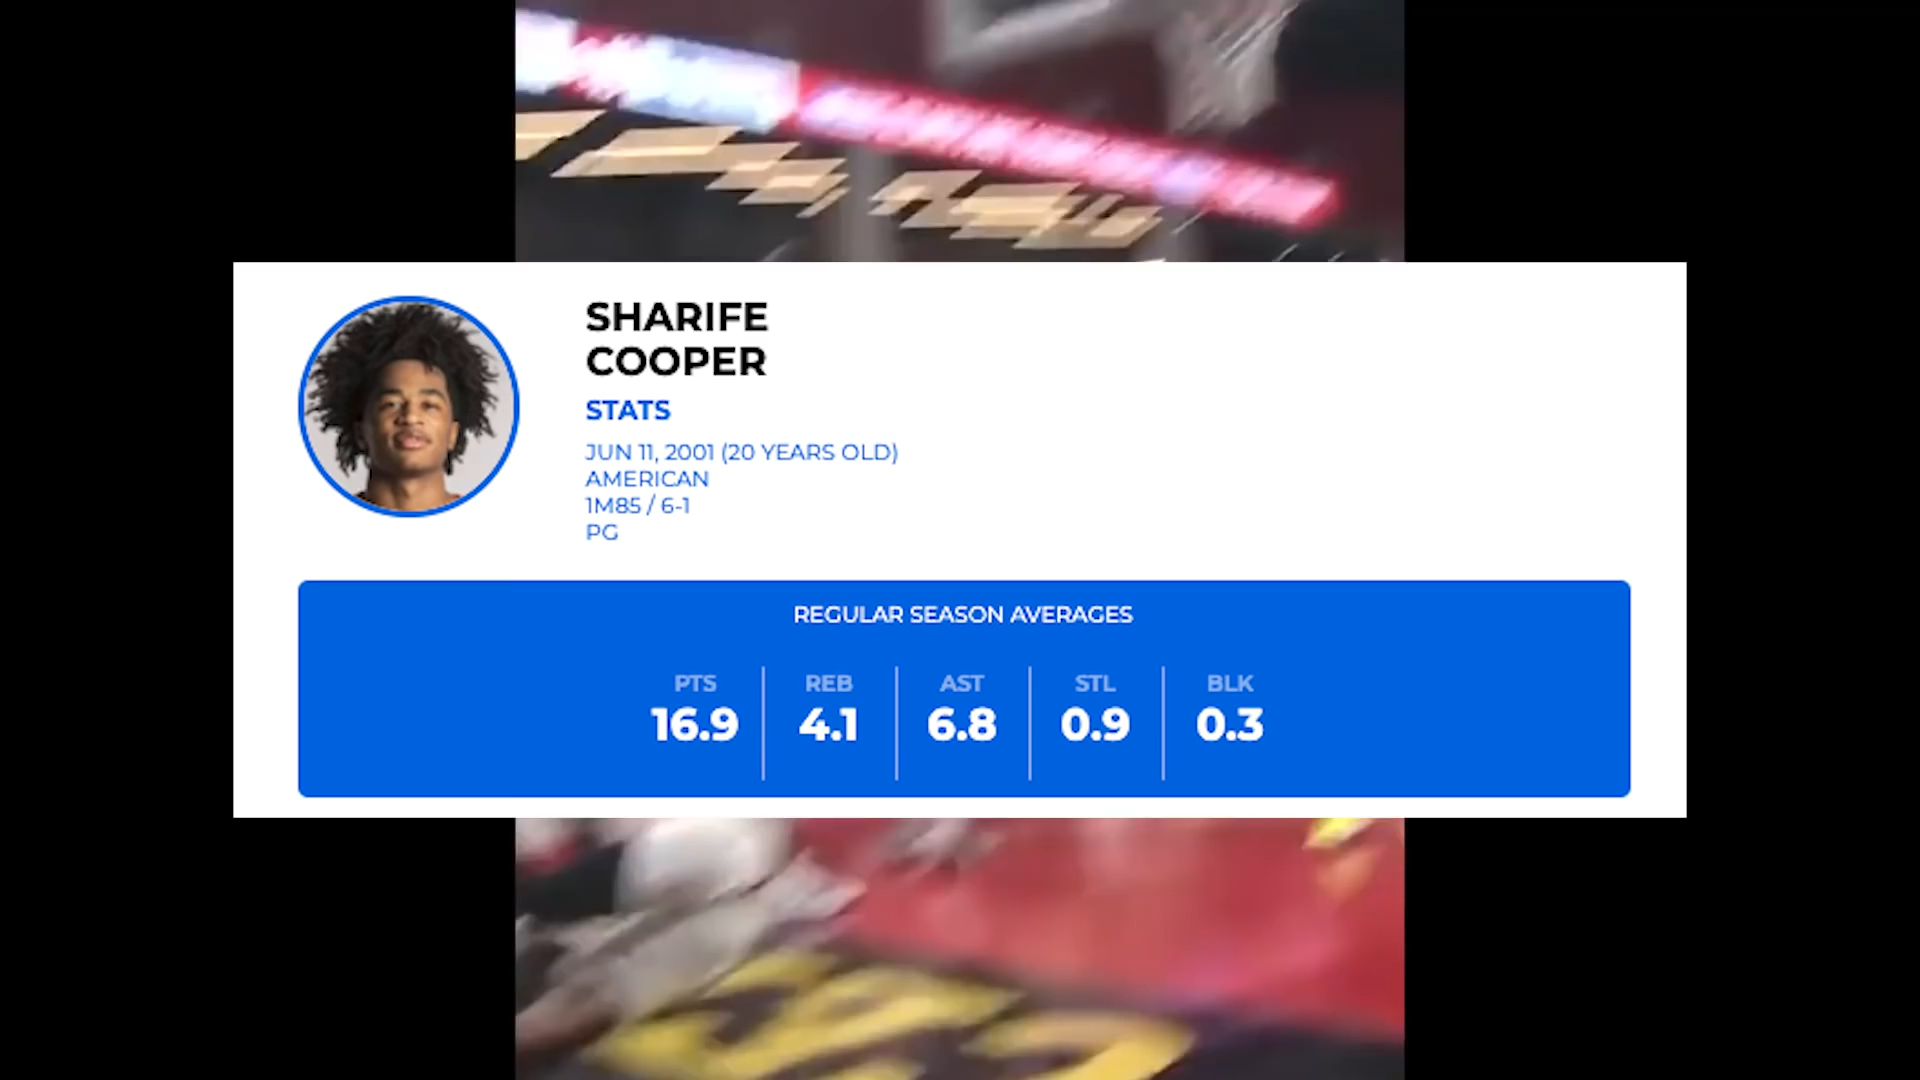 SHARIFE
COOPER
STATS
JUN 11, 2001 (20 YEARS OLD)
AMERICAN
1M85 / 6-1
PG
REGULAR SEASON AVERAGES
PTS REB AST STL BLK
16.9 4.1 6.8 0.9 0.3